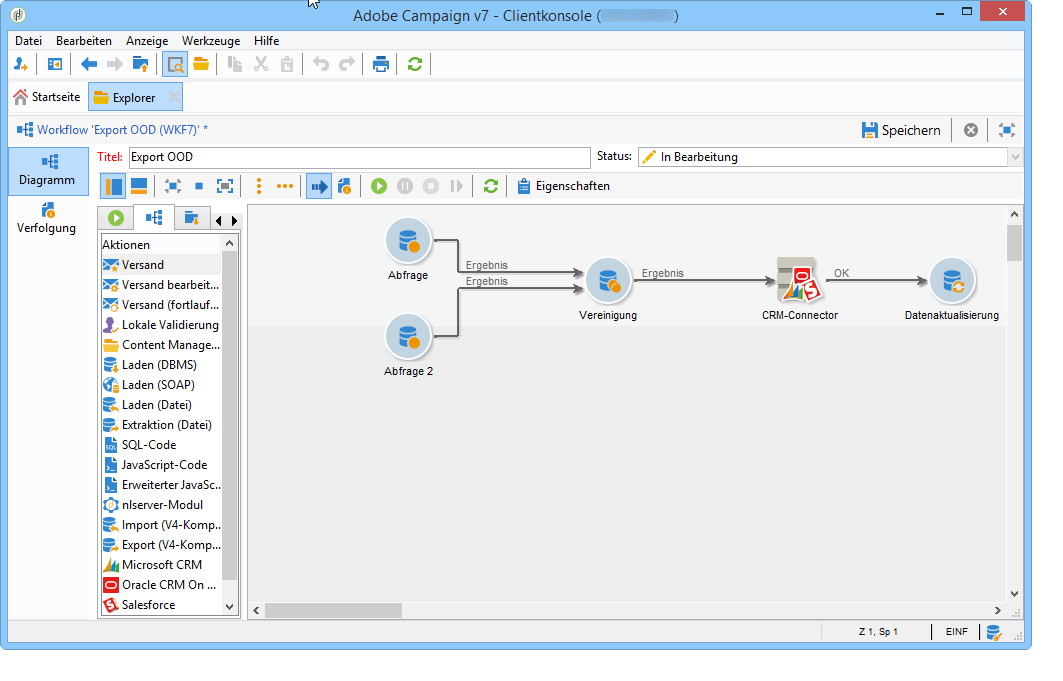 Adobe Campaign v7 - Clientkonsole ( )
Datei Bearbeiten Anzeige Werkzeuge Hilfe
Startseite Explorer
Workflow 'Export OOD (WKF7)' * Speichern
Titel: Export OOD Status: In Bearbeitung
Diagramm
Verfolgung
Eigenschaften
Aktionen
Versand
Versand bearbeit...
Versand (fortlauf...
Lokale Validierung
Content Manage...
Laden (DBMS)
Laden (SOAP)
Laden (Datei)
Extraktion (Datei)
SQL-Code
JavaScript-Code
Erweiterter JavaSc..
nlserver-Modul
Import (V4-Komp..
Export (V4-Komp...
Microsoft CRM
Oracle CRM On ...
Salesforce
Abfrage
Ergebnis
Ergebnis
Abfrage 2
Vereinigung
Ergebnis
CRM-Connector
OK
Datenaktualisierung
Z 1, Sp 1 EINF